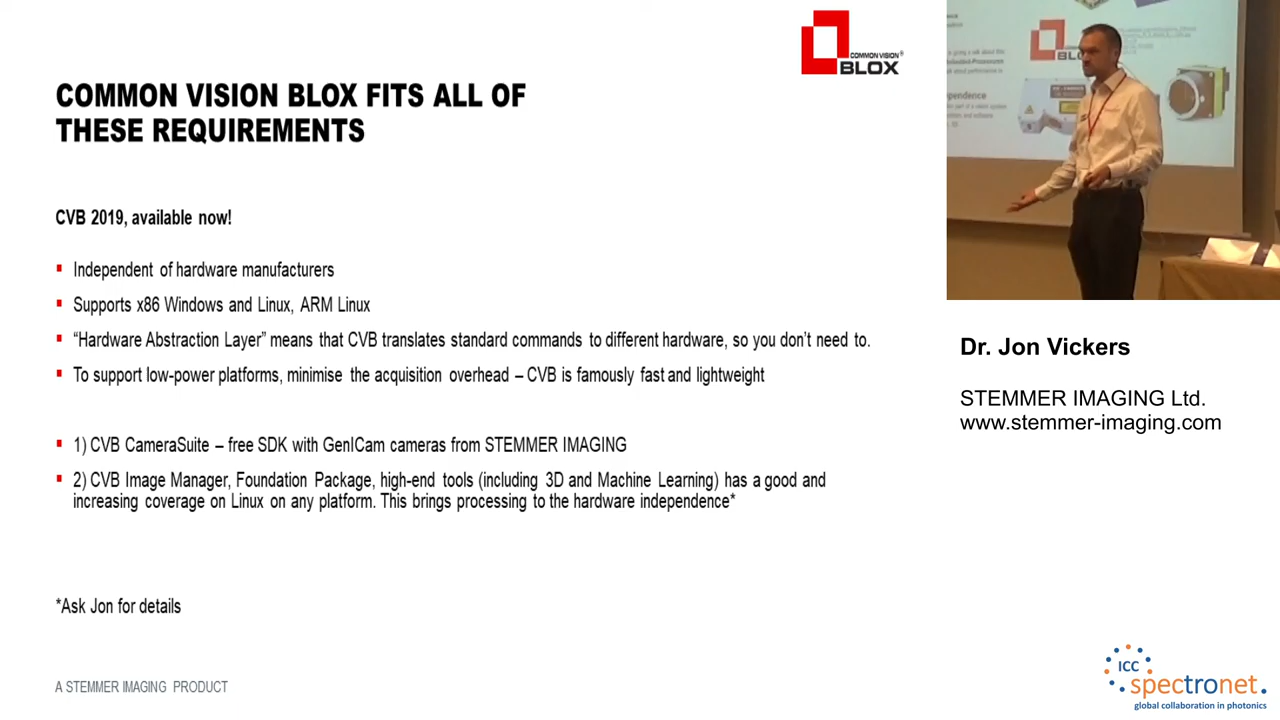 COMMON VISION®
BLOX
COMMON VISION BLOX FITS ALL OF
THESE REQUIREMENTS
CVB 2019, available now!
Independent of hardware manufacturers
Supports x86 Windows and Linux, ARM Linux
“Hardware Abstraction Layer” means that CVB translates standard commands to different hardware, so you don’t need to.
To support low-power platforms, minimise the acquisition overhead – CVB is famously fast and lightweight
1) CVB CameraSuite – free SDK with GenICam cameras from STEMMER IMAGING
2) CVB Image Manager, Foundation Package, high-end tools (including 3D and Machine Learning) has a good and
increasing coverage on Linux on any platform. This brings processing to the hardware independence*
*Ask Jon for details
A STEMMER IMAGING PRODUCT
Dr. Jon Vickers
STEMMER IMAGING Ltd.
www.stemmer-imaging.com
ICC
spectronet.
global collaboration in photonics